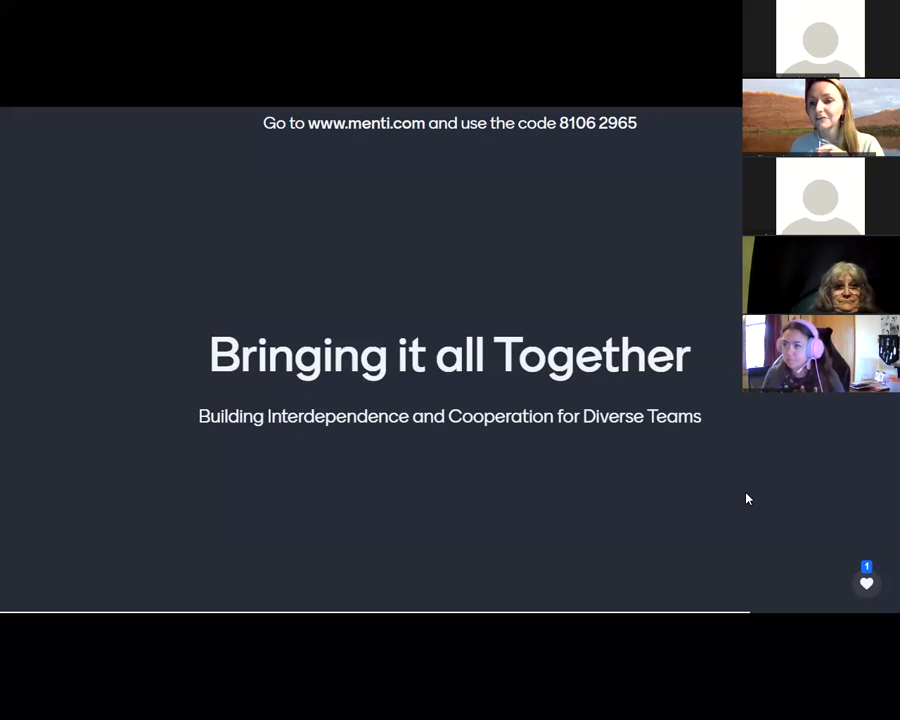 Go to www.menti.com and use the code 8106 2965
Bringing it all Together
Building Interdependence and Cooperation for Diverse Teams
1